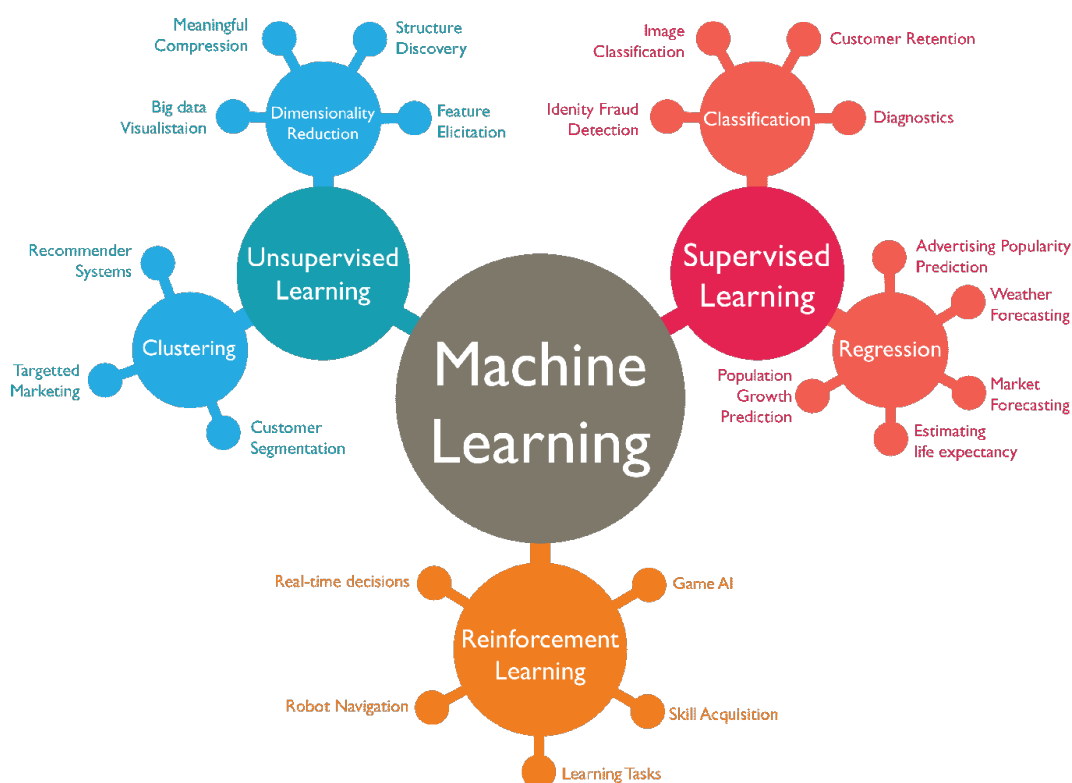 Meaningful
Compression
Structure
Discovery
Big data
Visualistaion
Dimensionality
Reduction
Feature
Elicitation
Image
Classification
Customer Retention
Idenity Fraud
Detection
Classification
Diagnostics
Recommender
Systems
Unsupervised
Learning
Supervised
Learning
Advertising Popularity
Prediction
Weather
Forecasting
Clustering
Regression
Targetted
Marketing
Machine
Learning
Population
Growth
Prediction
Market
Forecasting
Customer
Segmentation
Estimating
life expectancy
Real-time decisions
Game AI
Reinforcement
Learning
Robot Navigation
Skill Acquisition
Learning Tasks